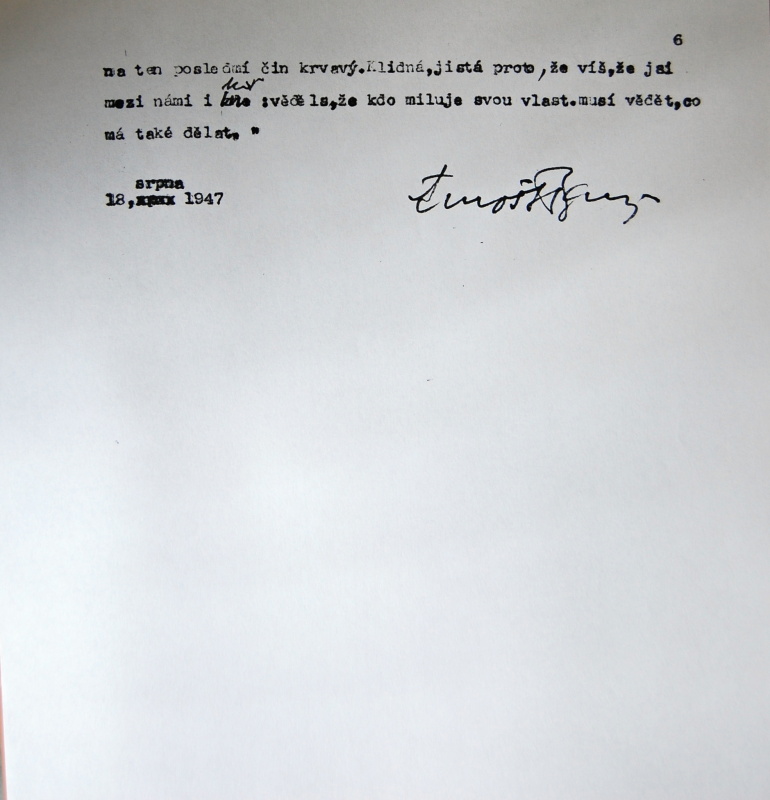 6
na ten poslední čin krvavý.Klidná,jistá proto,že víš,že jsi
mezi námi i :věděls,že kdo miluje svou vlast.musí vědět,co
má také dělat. "
srpna
18, 1947